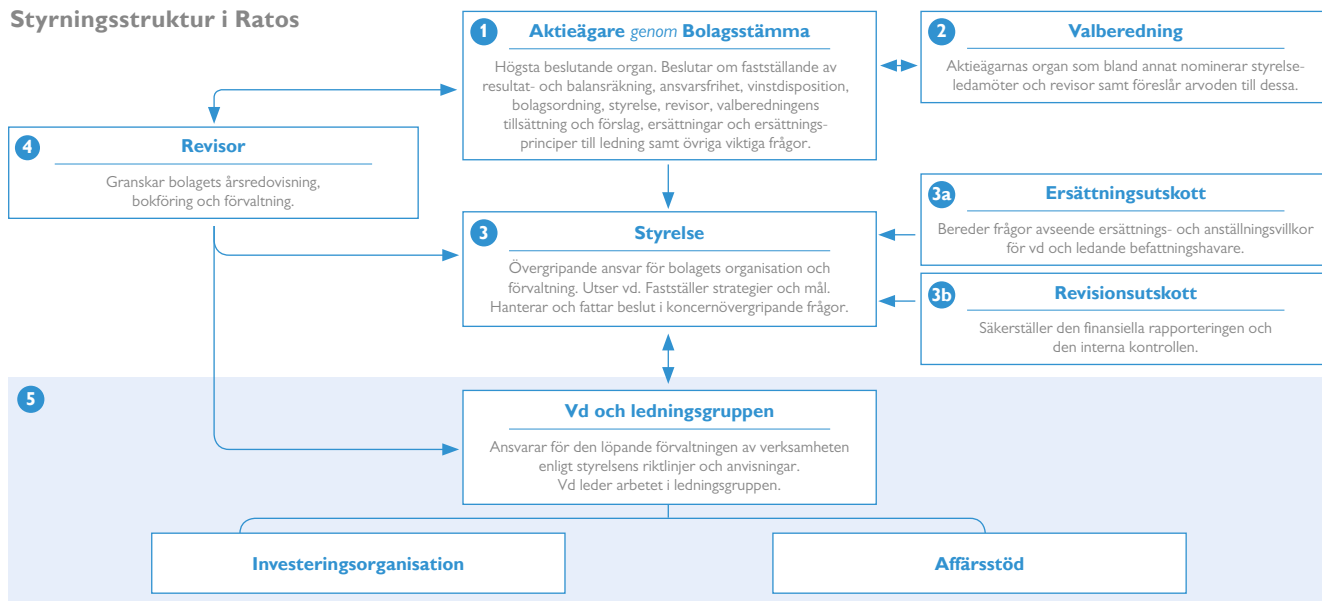 Styrningsstruktur i Ratos
1
Aktieägare genom Bolagsstämma
Högsta beslutande organ. Beslutar om fastställande av
resultat- och balansräkning, ansvarsfrihet, vinstdisposition,
bolagsordning, styrelse, revisor, valberedningens
tillsättning och förslag, ersättningar och ersättnings-
principer till ledning samt övriga viktiga frågor.
2
Valberedning
Aktieägarnas organ som bland annat nominerar styrelse-
ledamöter och revisor samt föreslår arvoden till dessa.
4
Revisor
Granskar bolagets årsredovisning,
bokföring och förvaltning.
3a
Ersättningsutskott
Bereder frågor avseende ersättnings- och anställningsvillkor
för vd och ledande befattningshavare.
3
Styrelse
Övergripande ansvar för bolagets organisation och
förvaltning. Utser vd. Fastställer strategier och mål.
Hanterar och fattar beslut i koncernövergripande frågor.
3b
Revisionsutskott
Säkerställer den finansiella rapporteringen och
den interna kontrollen.
5
Vd och ledningsgruppen
Ansvarar för den löpande förvaltningen av verksamheten
enligt styrelsens riktlinjer och anvisningar.
Vd leder arbetet i ledningsgruppen.
Investeringsorganisation
Affärsstöd